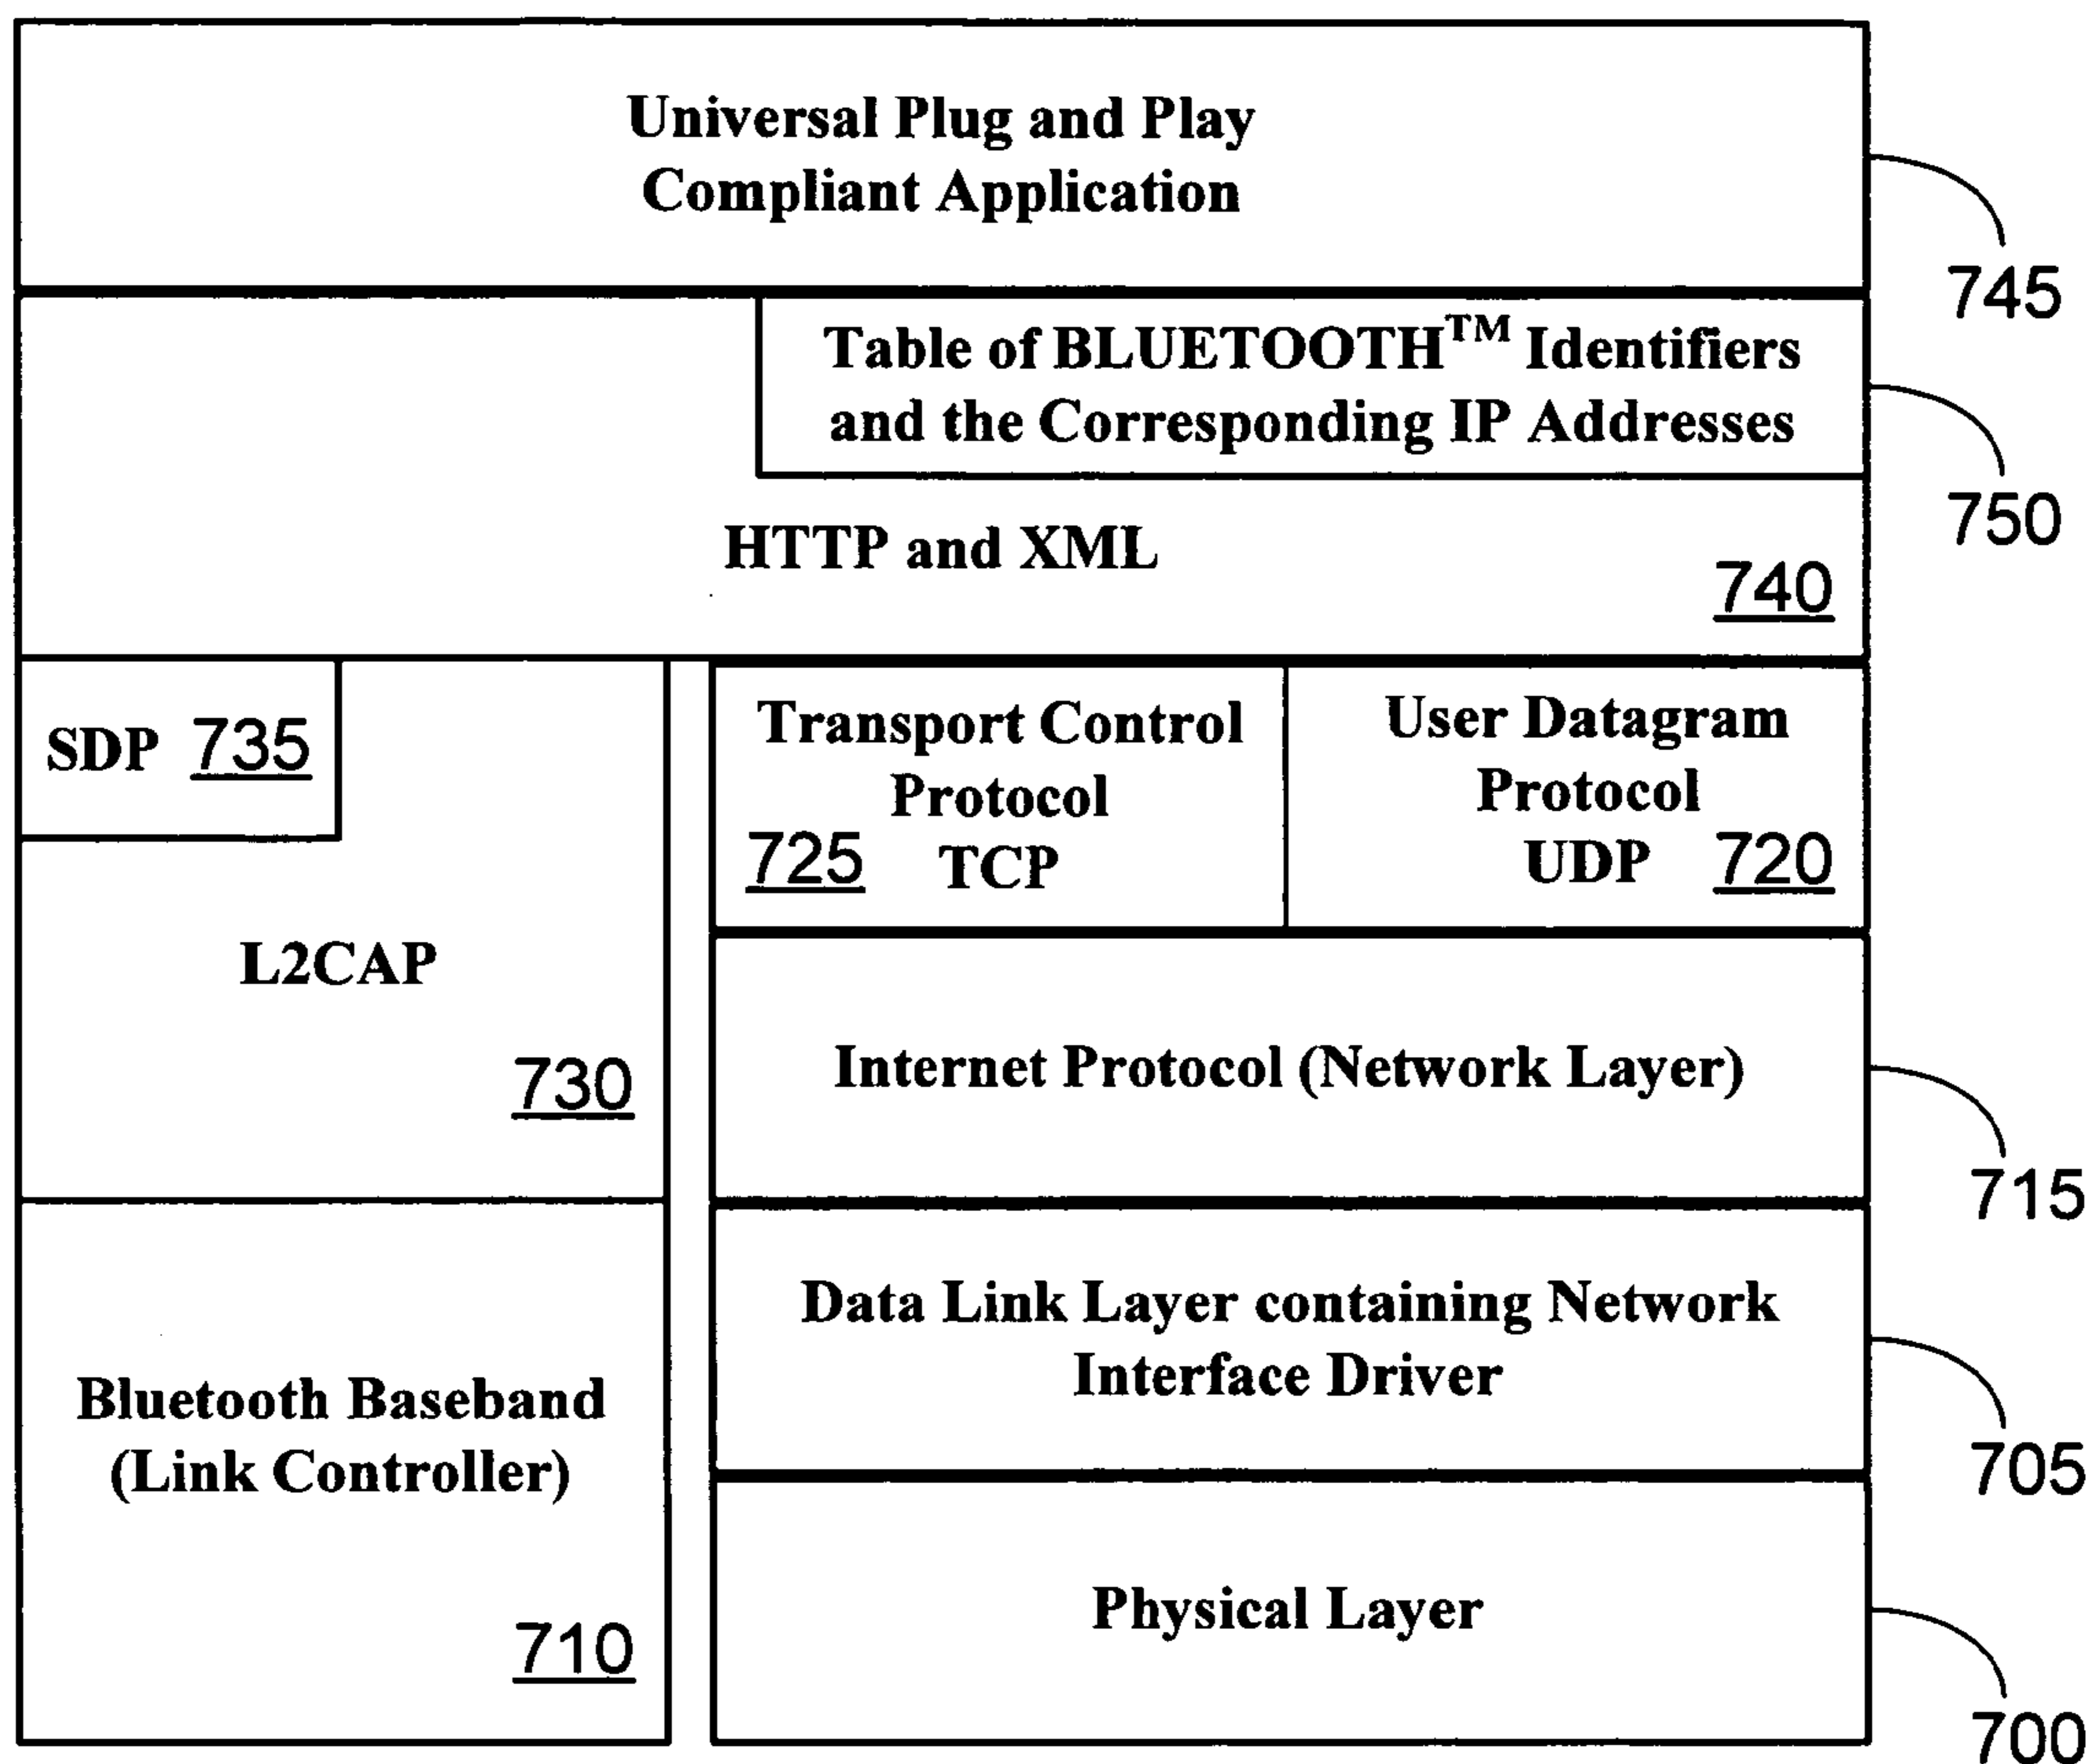 Universal Plug and Play
Compliant Application
745
Table of BLUETOOTH™ Identifiers
and the Corresponding IP Addresses
750
HTTP and XML
740
SDP 735
Transport Control
Protocol
725 TCP
User Datagram
Protocol
UDP 720
L2CAP
730
Internet Protocol (Network Layer)
715
Bluetooth Baseband
(Link Controller)
710
Data Link Layer containing Network
Interface Driver
705
Physical Layer
700